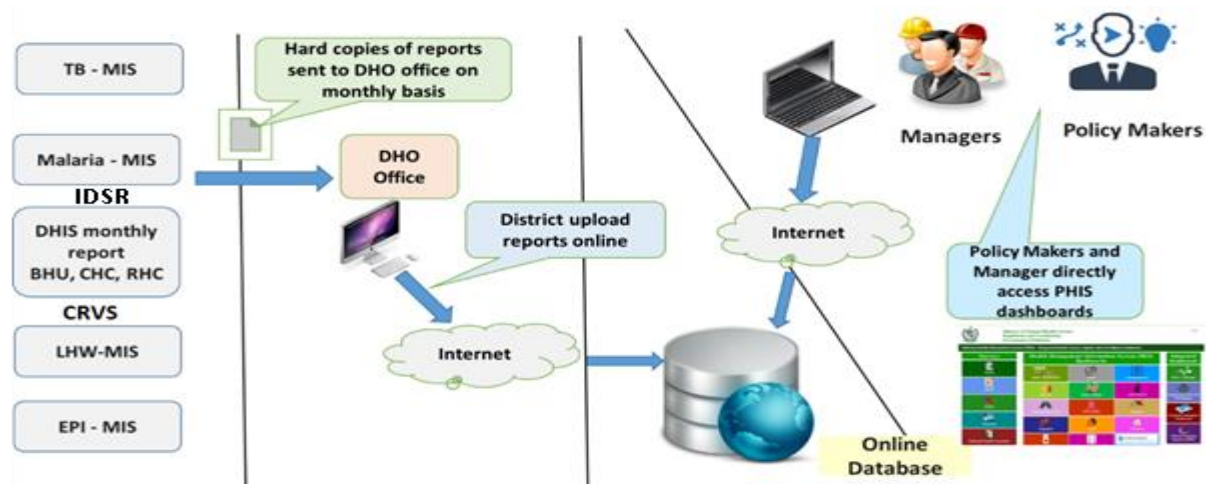 TB - MIS
Malaria - MIS
IDSR
DHIS monthly
report
BHU, CHC, RHC
CRVS
LHW-MIS
EPI - MIS
Hard copies of reports
sent to DHO office on
monthly basis
DHO
Office
District upload
reports online
Internet
Managers
Policy Makers
Internet
Policy Makers and
Manager directly
access PHIS
dashboards
Online
Database